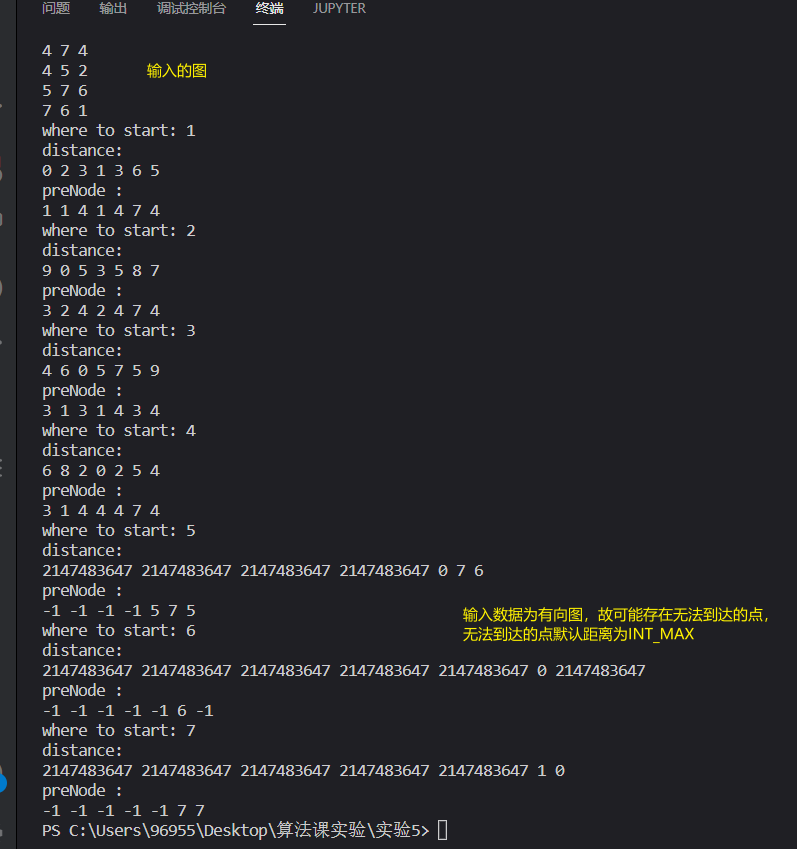 问题 输出 调试控制台 终端 JUPYTER
4 7 4
4 5 2 输入的图
5 7 6
7 6 1
where to start: 1
distance:
0 2 3 1 3 6 5
preNode :
1 1 4 1 4 7 4
where to start: 2
distance:
9 0 5 3 5 8 7
preNode :
3 2 4 2 4 7 4
where to start: 3
distance:
4 6 0 5 7 5 9
preNode :
3 1 3 1 4 3 4
where to start: 4
distance:
6 8 2 0 2 5 4
preNode :
3 1 4 4 4 7 4
where to start: 5
distance:
2147483647 2147483647 2147483647 2147483647 0 7 6
preNode :
-1 -1 -1 -1 5 7 5
输入数据为有向图，故可能存在无法到达的点，
where to start: 6
无法到达的点默认距离为INT_MAX
distance:
2147483647 2147483647 2147483647 2147483647 2147483647 0 2147483647
preNode :
-1 -1 -1 -1 -1 6 -1
where to start: 7
distance:
2147483647 2147483647 2147483647 2147483647 2147483647 1 0
preNode :
-1 -1 -1 -1 -1 7 7
PS C:\Users\96955\Desktop\算法课实验\实验5>